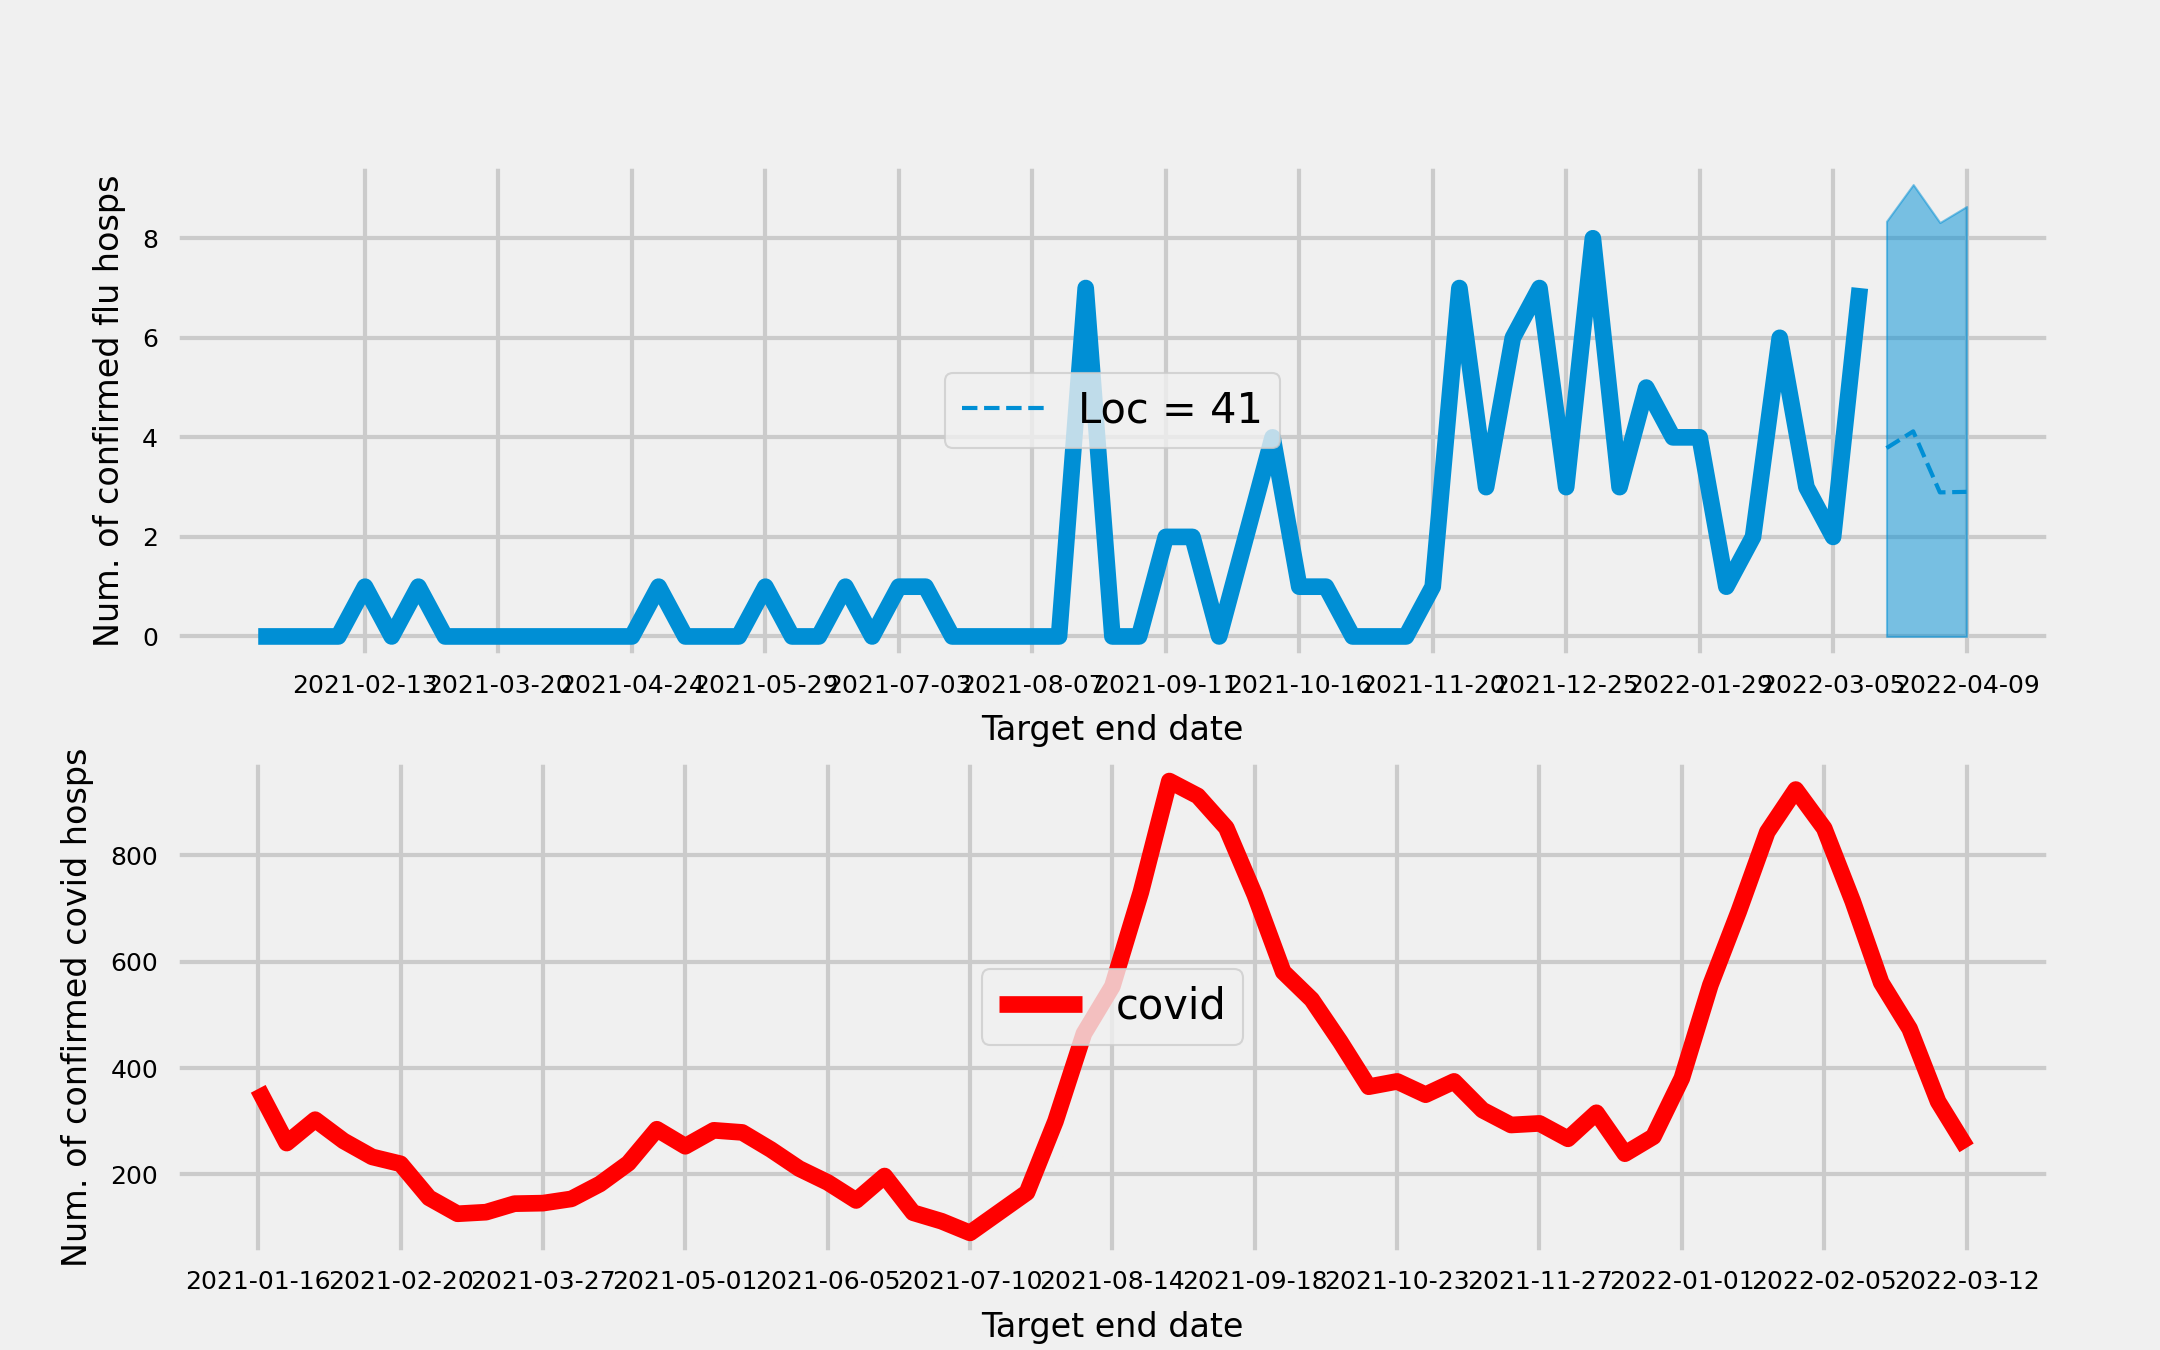 Num. of confirmed flu hosps
8
6
4
2
0
Loc = 41
2021-02-13 2021-03-20 2021-04-24 2021-05-29 2021-07-03 2021-08-07 2021-09-11 2021-10-16 2021-11-20 2021-12-25 2022-01-29 2022-03-05 2022-04-09
Target end date
Num. of confirmed covid hosps
800
600
400
200
covid
2021-01-16 2021-02-20 2021-03-27 2021-05-01 2021-06-05 2021-07-10 2021-08-14 2021-09-18 2021-10-23 2021-11-27 2022-01-01 2022-02-05 2022-03-12
Target end date